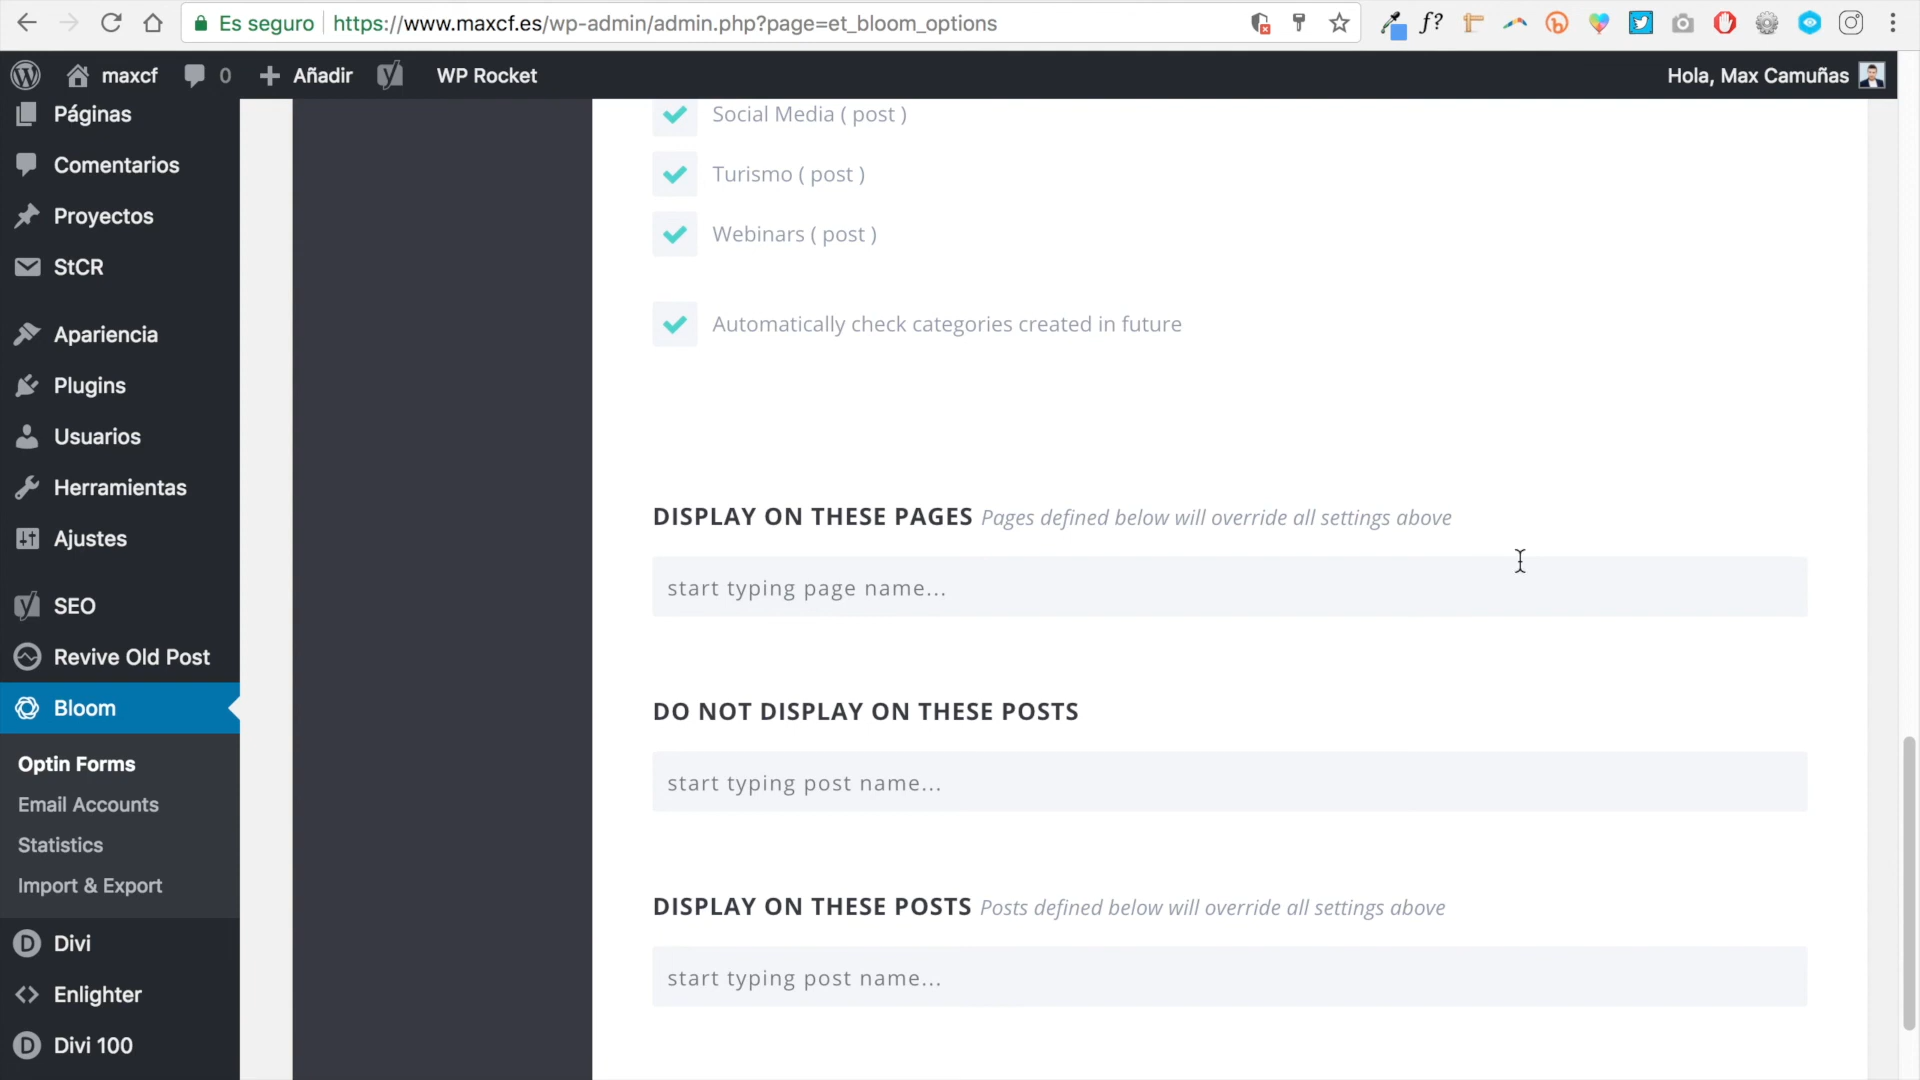 Es seguro
https://www.maxcf.es/wp-admin/admin.php?page=et_bloom_options
maxcf
0
Añadir
WP Rocket
Hola, Max Camuñas
Páginas
Comentarios
Proyectos
StCR
Apariencia
Plugins
Usuarios
Herramientas
Ajustes
SEO
Revive Old Post
Bloom
Optin Forms
Email Accounts
Statistics
Import & Export
Divi
Enlighter
Divi 100
Social Media ( post )
Turismo ( post )
Webinars ( post )
Automatically check categories created in future
DISPLAY ON THESE PAGES Pages defined below will override all settings above
start typing page name...
DO NOT DISPLAY ON THESE POSTS
start typing post name...
DISPLAY ON THESE POSTS Posts defined below will override all settings above
start typing post name...